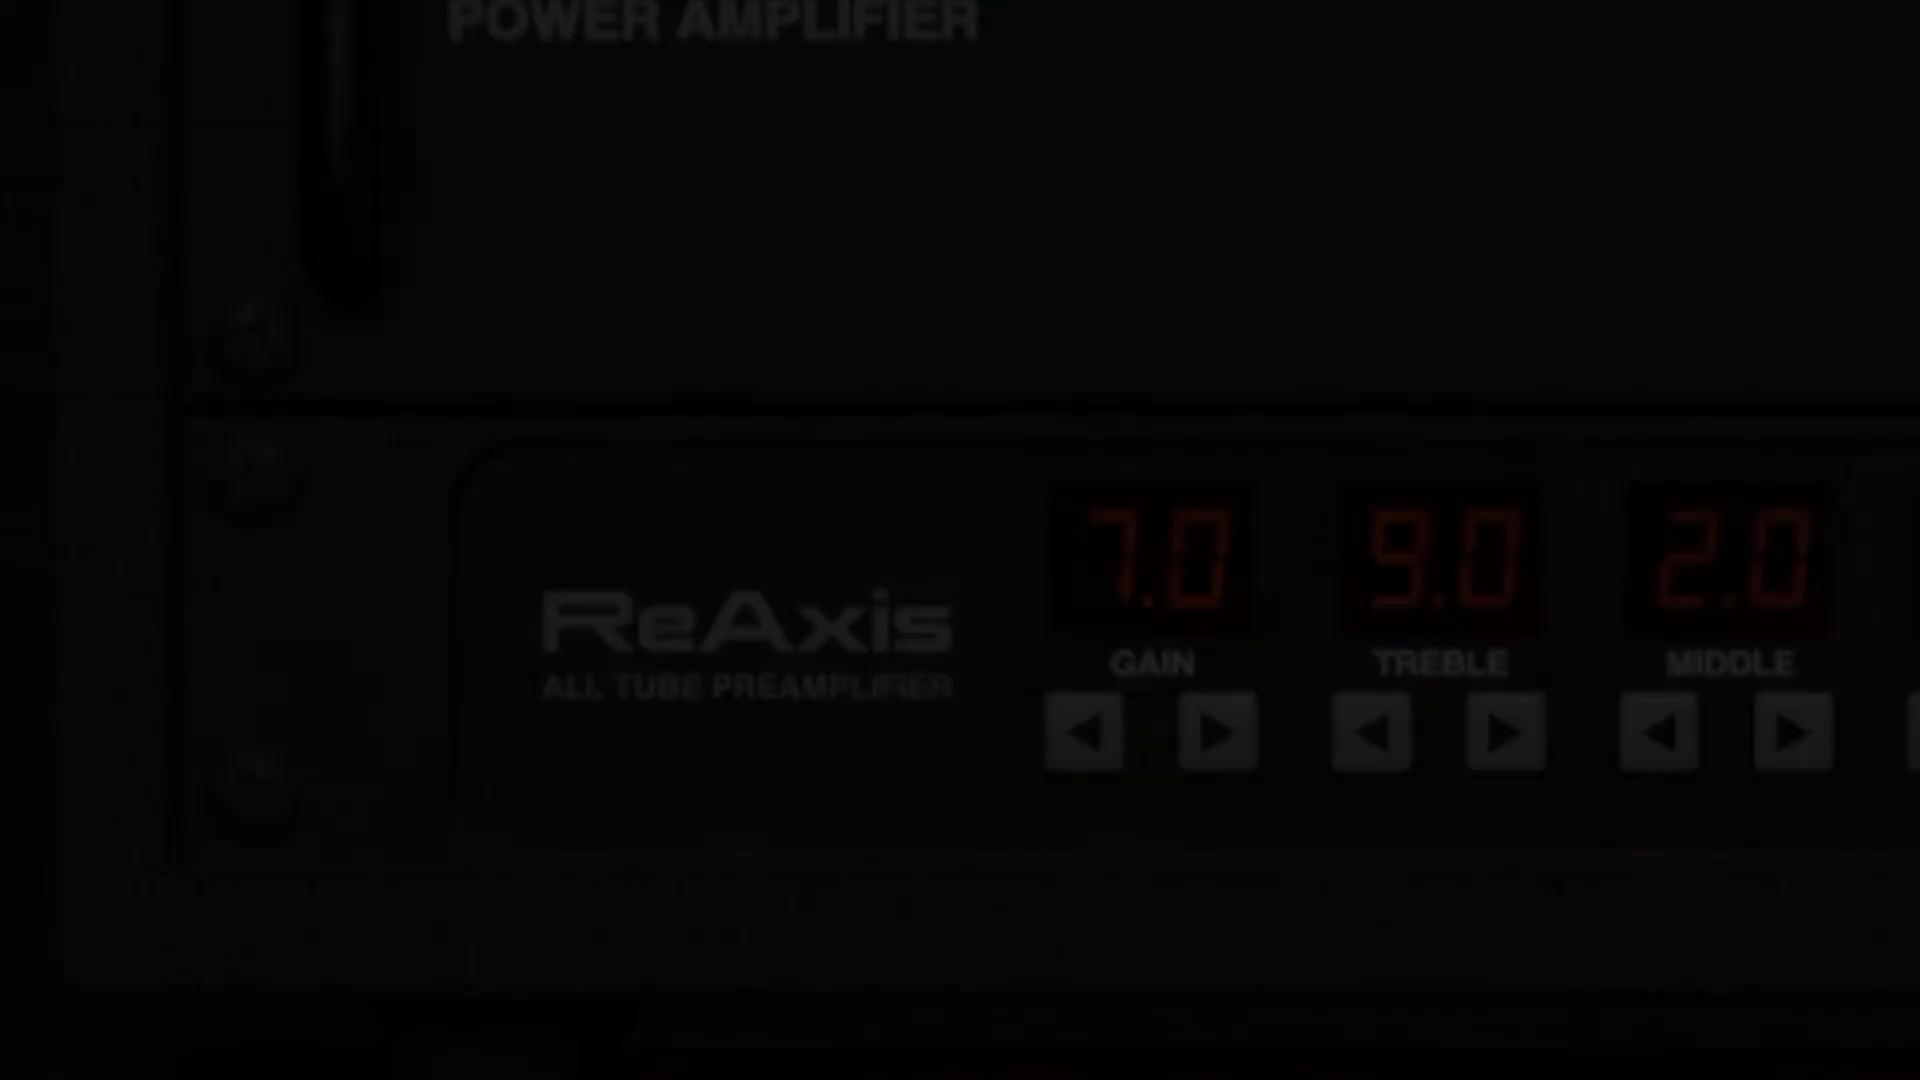 POWER AMPLIFIER
7.0 9.0 2.0
ReAxis
GAIN TREBLE MIDDLE
ALL TUBE PREAMPLIFIER